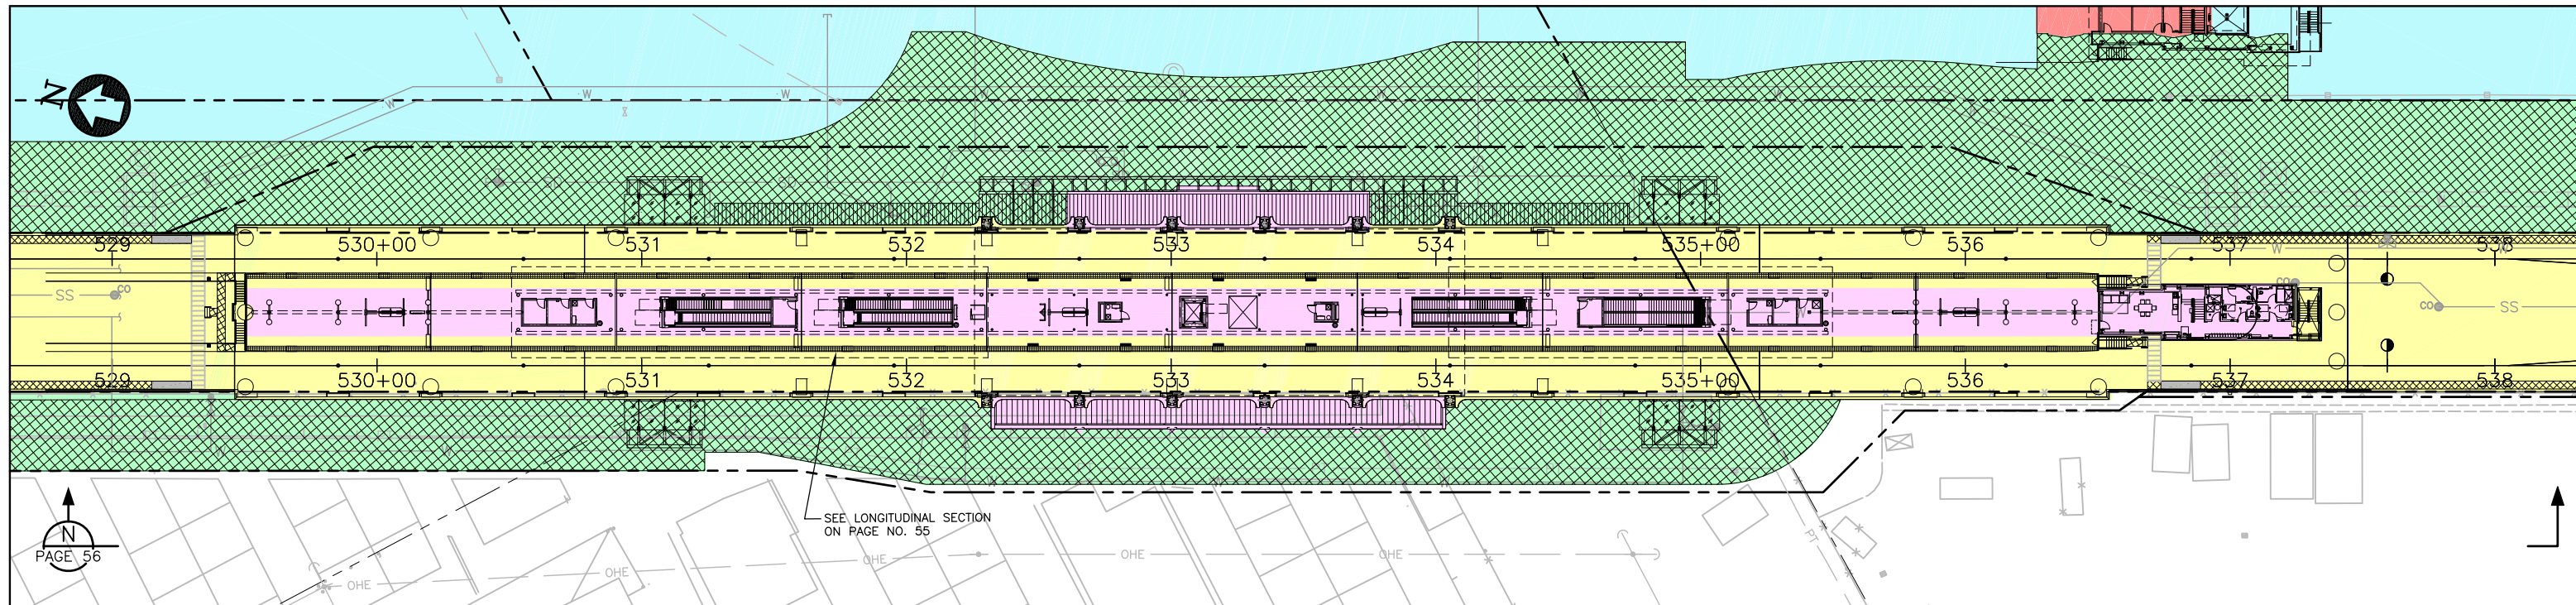 N
W
W
W
W
W
W
W
W
529
530+00
531
532
533
534
535+00
536
537
538
W
SS
CO
CO
CO
SS
W
529
530+00
531
532
533
534
535+00
536
537
538
SEE LONGITUDINAL SECTION
ON PAGE NO. 55
N
PAGE 56
OHE
OHE
OHE
OHE
OHE
PT